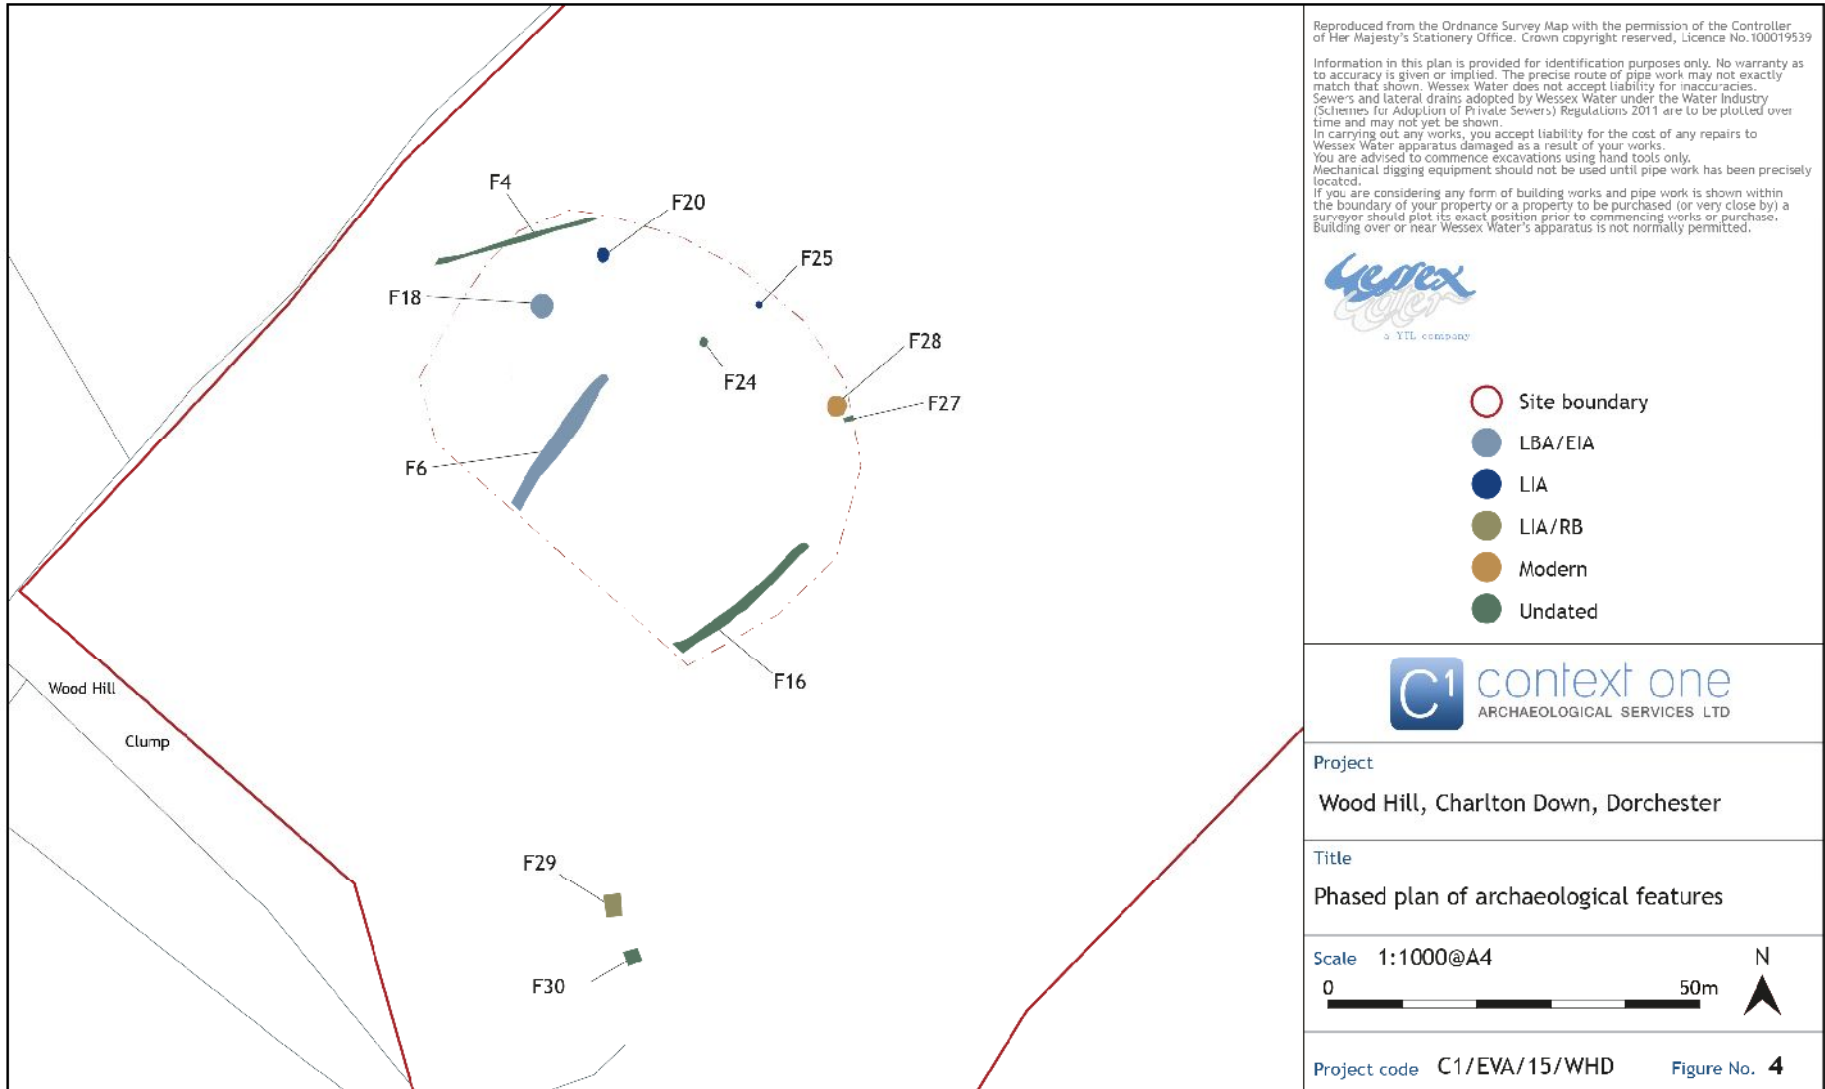 Reproduced from the Ordnance Survey Map with the permission of the Controller
of Her Majesty's Stationery Office. Crown copyright reserved, Licence No.100019539
Information in this plan is provided for identification purposes only. No warranty as
to accuracy is given or implied. The precise route of pipe work may not exactly
match that shown. Wessex Water does not accept liability for inaccuracies.
Sewers and lateral drains adopted by Wessex Water under the Water Industry
(Schemes for Adoption of Private Sewers) Regulations 2011 are to be plotted over
time and may not yet be shown.
In carrying out any works, you accept liability for the cost of any repairs to
Wessex Water apparatus damaged as a result of your works.
You are advised to commence excavations using hand tools only.
Mechanical digging equipment should not be used until pipe work has been precisely
located.
If you are considering any form of building works and pipe work is shown within
the boundary of your property or a property to be purchased (or very close by) a
surveyor should plot its exact position prior to commencing works or purchase.
Building over or near Wessex Water's apparatus is not normally permitted.
Wessex
Water
a YTL company
F4
F20
F25
F18
F28
F24
F27
F6
F16
F29
F30
Wood Hill
Clump
Site boundary
LBA/EIA
LIA
LIA/RB
Modern
Undated
C1 context one
ARCHAEOLOGICAL SERVICES LTD
Project
Wood Hill, Charlton Down, Dorchester
Title
Phased plan of archaeological features
Scale 1:1000@A4
N
0 50m
Project code C1/EVA/15/WHD Figure No. 4